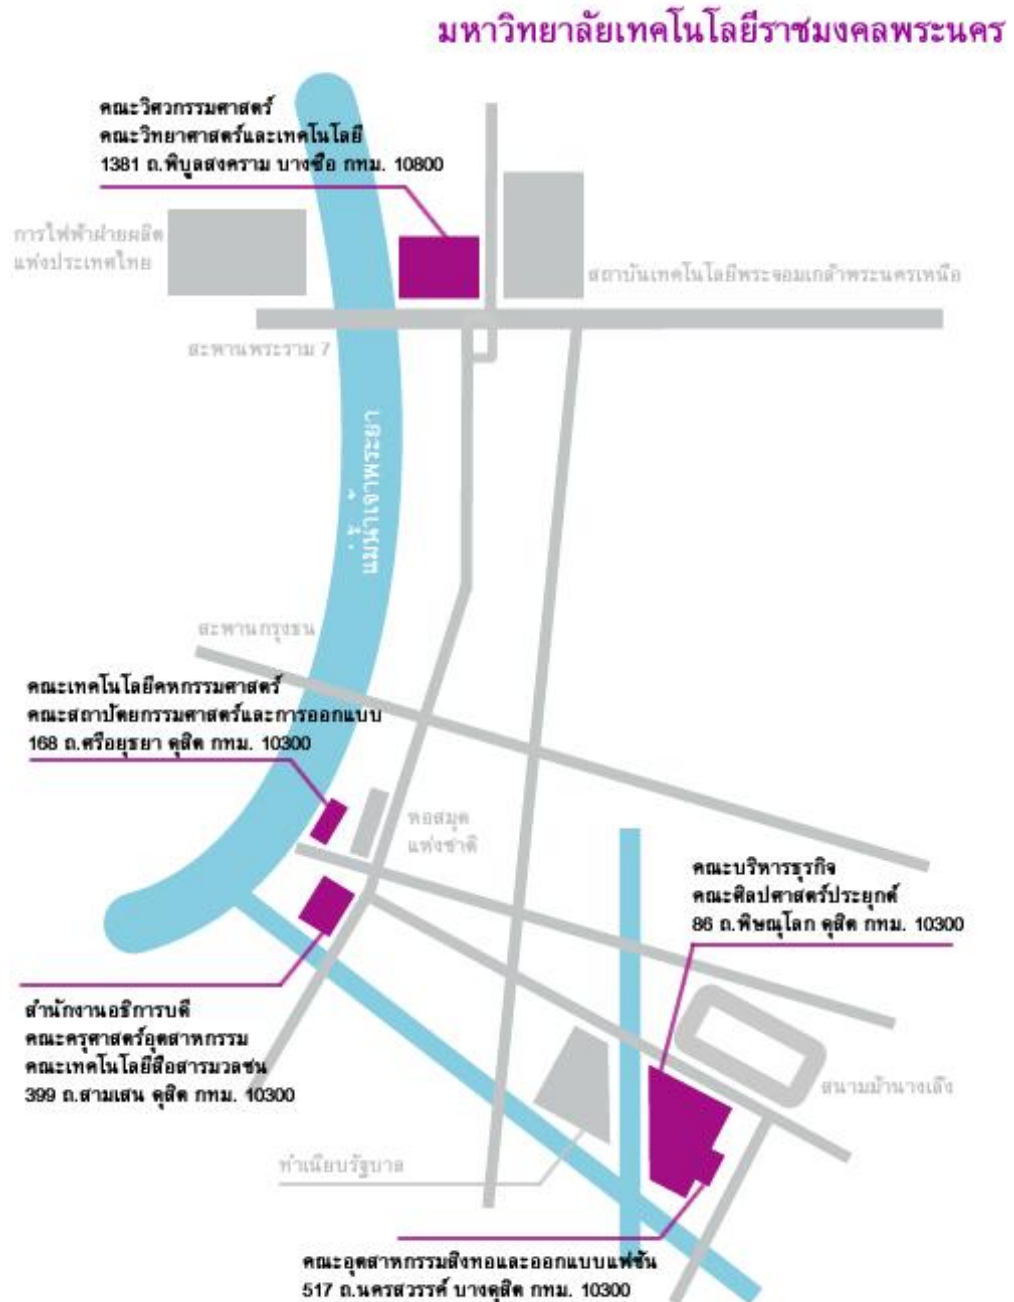 มหาวิทยาลัยเทคโนโลยีราชมงคลพระนคร
คณะวิศวกรรมศาสตร์
คณะวิทยาศาสตร์และเทคโนโลยี
1381 ถ.พิบูลสงคราม บางซื่อ กทม. 10800
การไฟฟ้าฝ่ายผลิต
แห่งประเทศไทย
สถาบันเทคโนโลยีพระจอมเกล้าพระนครเหนือ
สะพานพระราม 7
แม่น้ำเจ้าพระยา
สะพานกรุงธน
คณะเทคโนโลยีคหกรรมศาสตร์
คณะสถาปัตยกรรมศาสตร์และการออกแบบ
168 ถ.ศรีอยุธยา ดุสิต กทม. 10300
หอสมุด
แห่งชาติ
คณะบริหารธุรกิจ
คณะศิลปศาสตร์ประยุกต์
86 ถ.พิษณุโลก ดุสิต กทม. 10300
สำนักงานอธิการบดี
คณะครุศาสตร์อุตสาหกรรม
คณะเทคโนโลยีสื่อสารมวลชน
399 ถ.สามเสน ดุสิต กทม. 10300
สนามม้านางเลิ้ง
ทำเนียบรัฐบาล
คณะอุตสาหกรรมสิ่งทอและออกแบบแฟชั่น
517 ถ.นครสวรรค์ บางดุสิต กทม. 10300